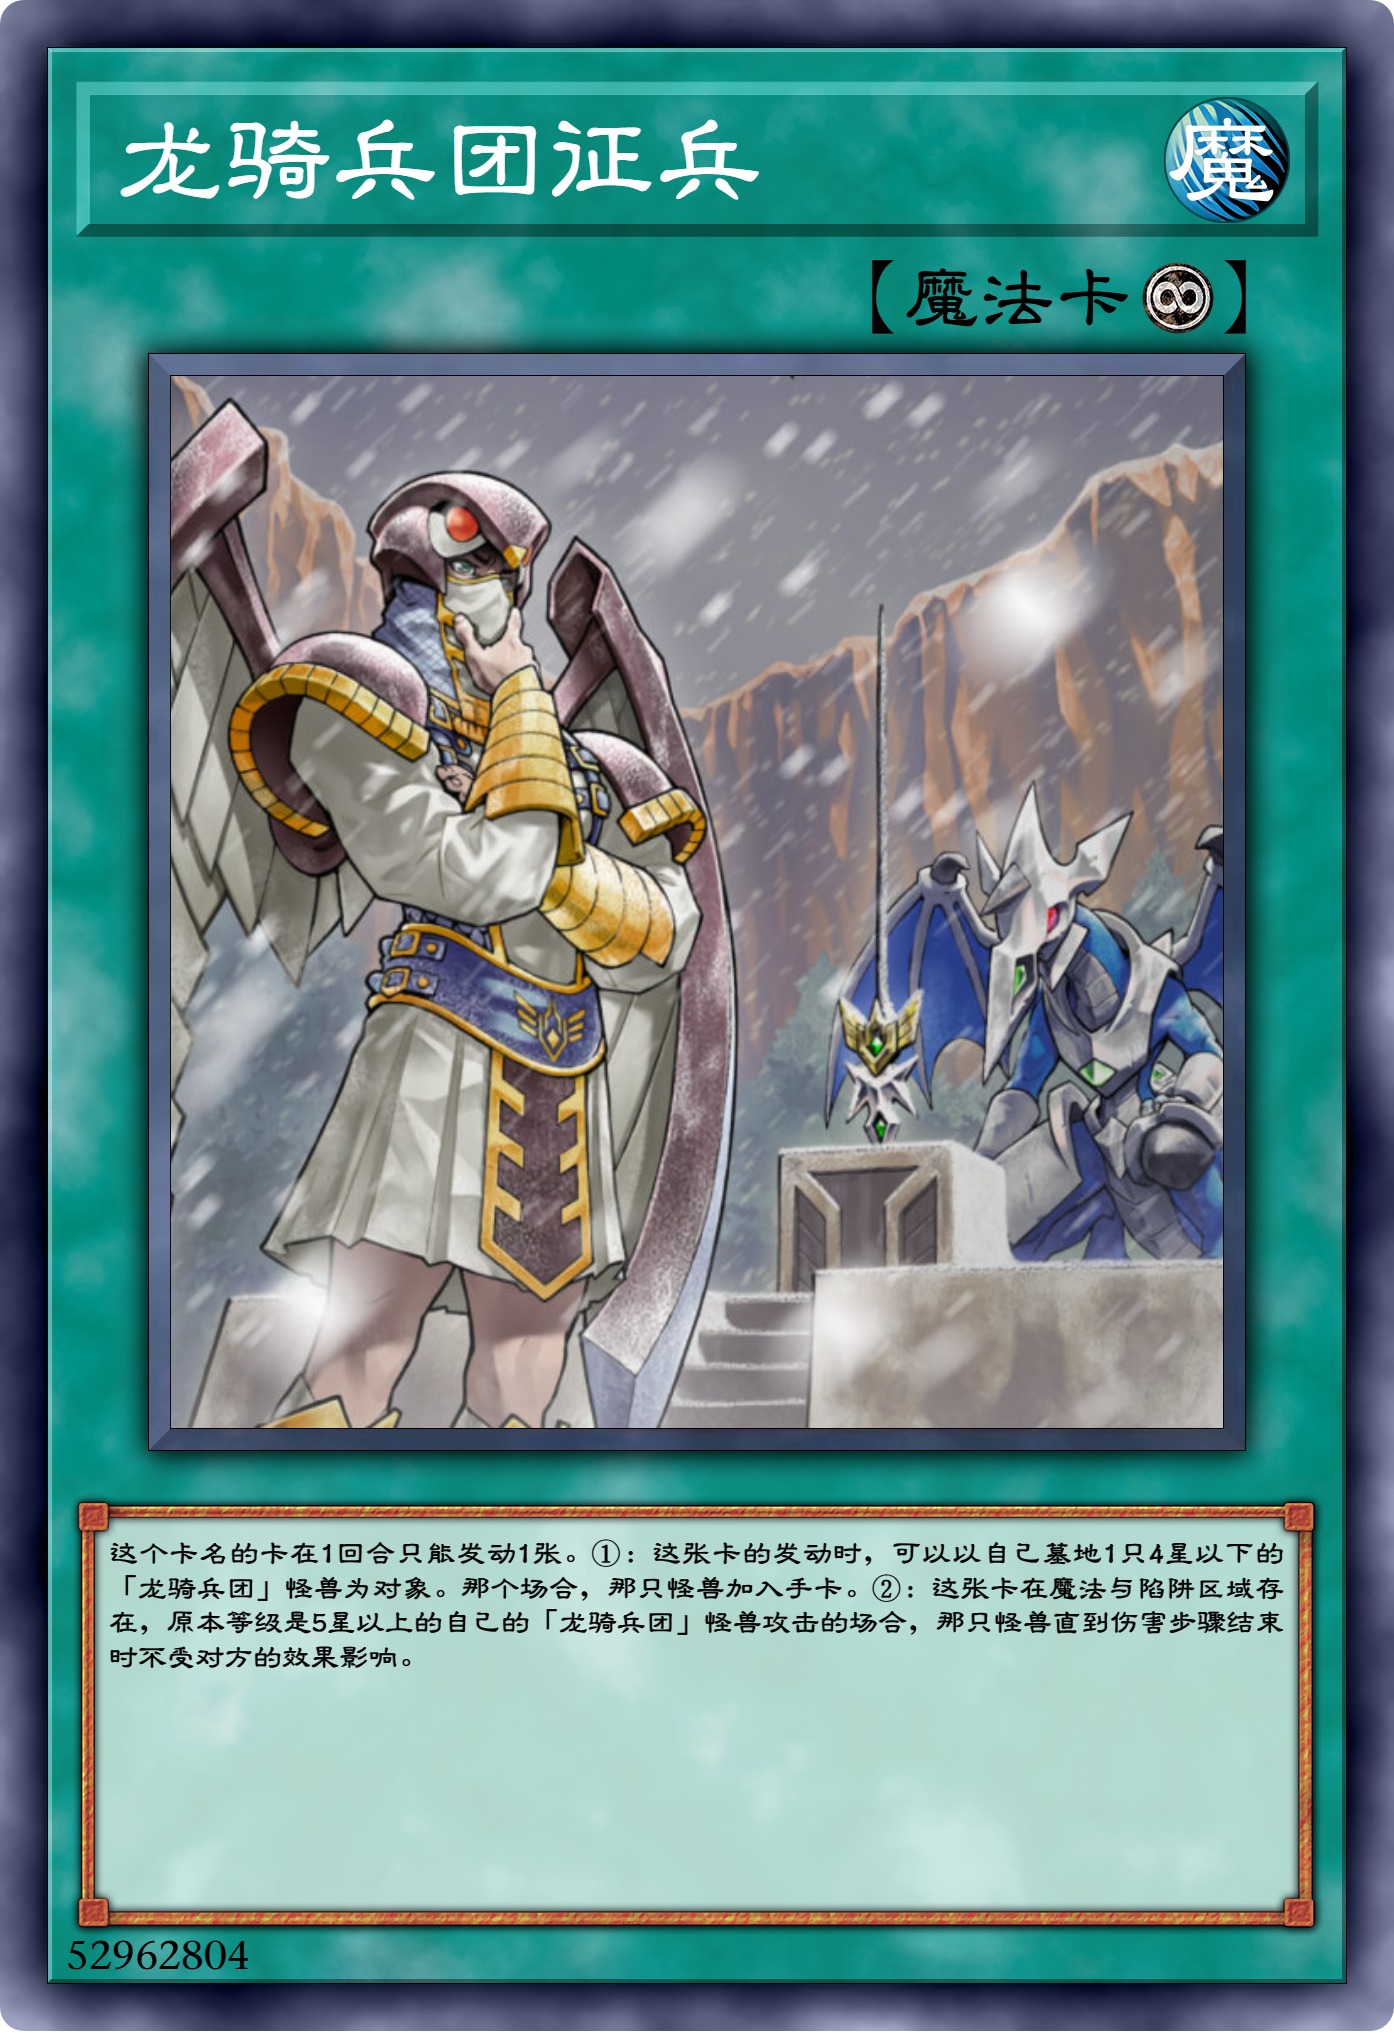 龙骑兵团征兵
魔
【魔法卡】
这个卡名的卡在1回合只能发动1张。①：这张卡的发动时，可以以自己墓地1只4星以下的
「龙骑兵团」怪兽为对象。那个场合，那只怪兽加入手卡。②：这张卡在魔法与陷阱区域存
在，原本等级是5星以上的自己的「龙骑兵团」怪兽攻击的场合，那只怪兽直到伤害步骤结束
时不受对方的效果影响。
52962804